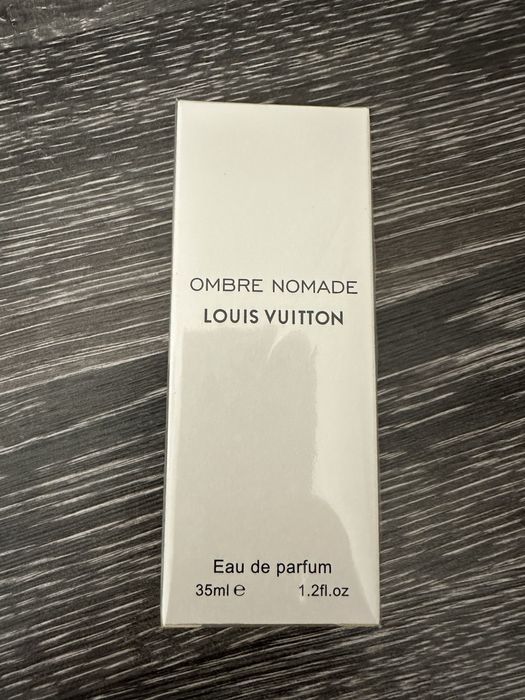 OMBRE NOMADE
LOUIS VUITTON
Eau de parfum
35ml ℮ 1.2fl.oz